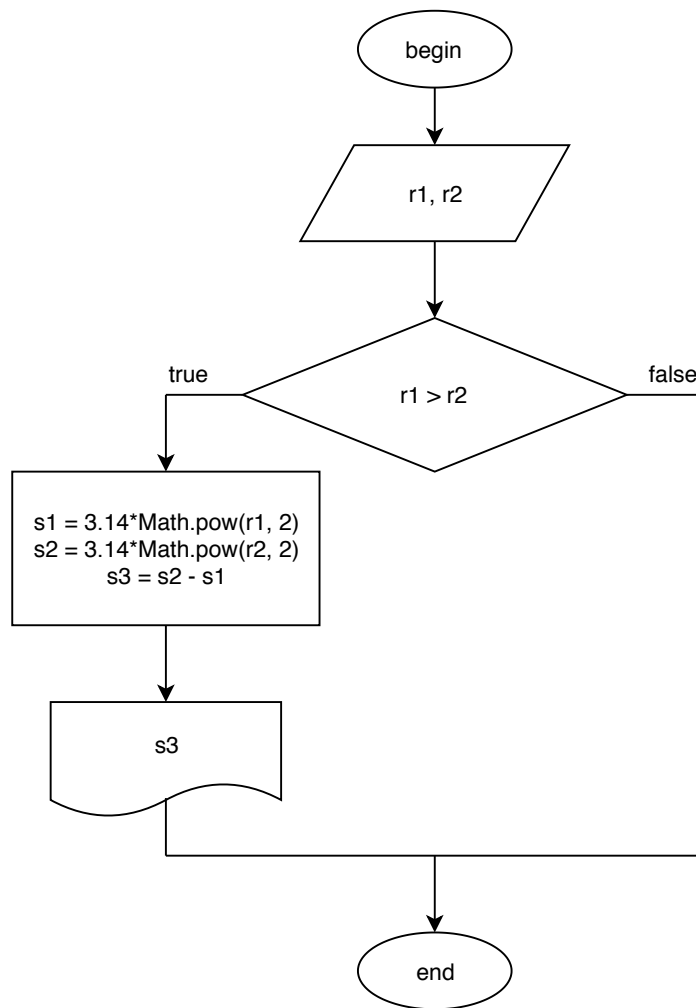 begin
r1, r2
r1 > r2
true
false
s1 = 3.14*Math.pow(r1, 2)
s2 = 3.14*Math.pow(r2, 2)
s3 = s2 - s1
s3
end